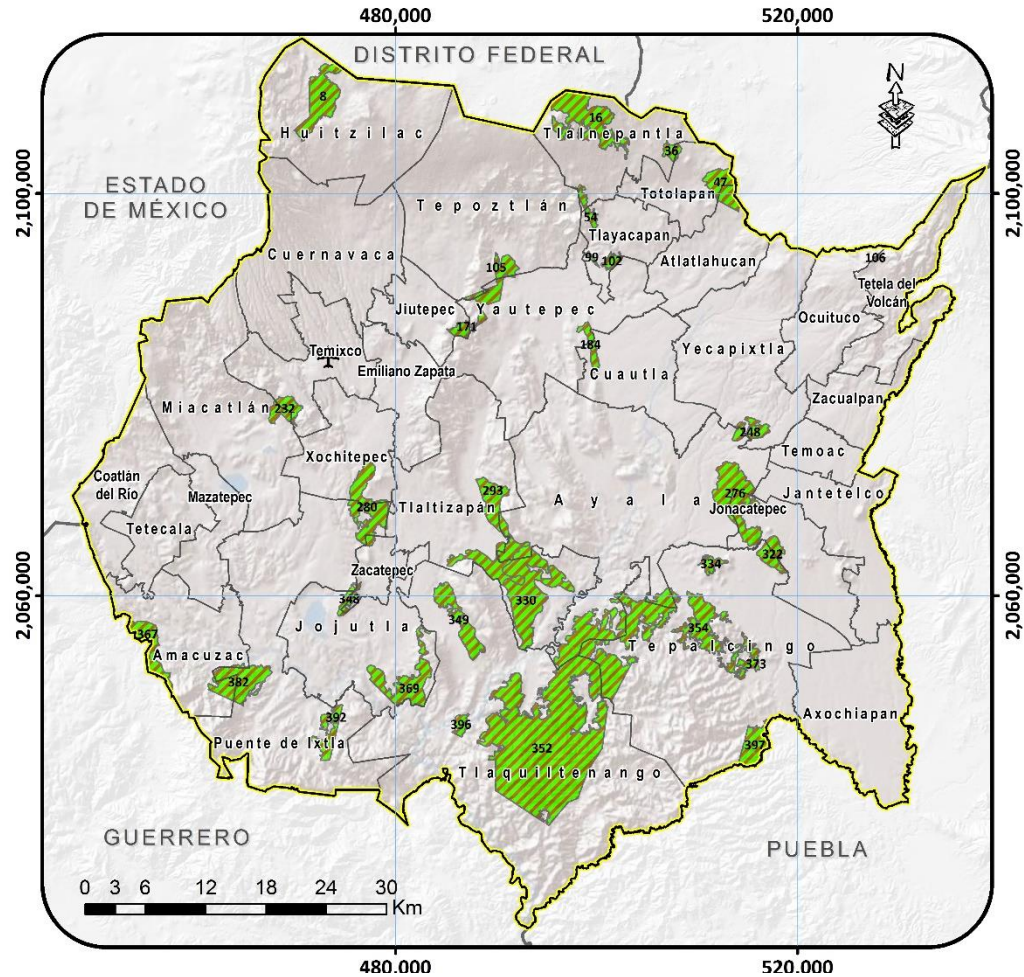 480,000
520,000
DISTRITO FEDERAL
N
8
Huitzilac
16
Tlalnepantla
36
2,100,000
2,100,000
ESTADO
DE MÉXICO
47
Totolapan
Tepoztlán
54
Tlayacapan
Cuernavaca
99
102
Atlatlahucan
106
105
Tetela del
Volcán
Jiutepec
Yautepec
Ocuituco
171
184
Yecapixtla
Temixco
Emiliano Zapata
Cuautla
Zacualpan
Miacatlán
232
248
Temoac
Xochitepec
Coatlán
del Río
Mazatepec
293
276
Jantetelco
280
Tlaltizapán
Ayala
Jonacatepec
Tetecala
322
Zacatepec
334
2,060,000
2,060,000
348
330
349
Jojutla
354
367
Tepalcingo
Amacuzac
373
382
369
392
396
Axochiapan
Puente de Ixtla
352
397
Tlaquiltenango
GUERRERO
PUEBLA
0 3 6 12 18 24 30
Km
480,000
520,000